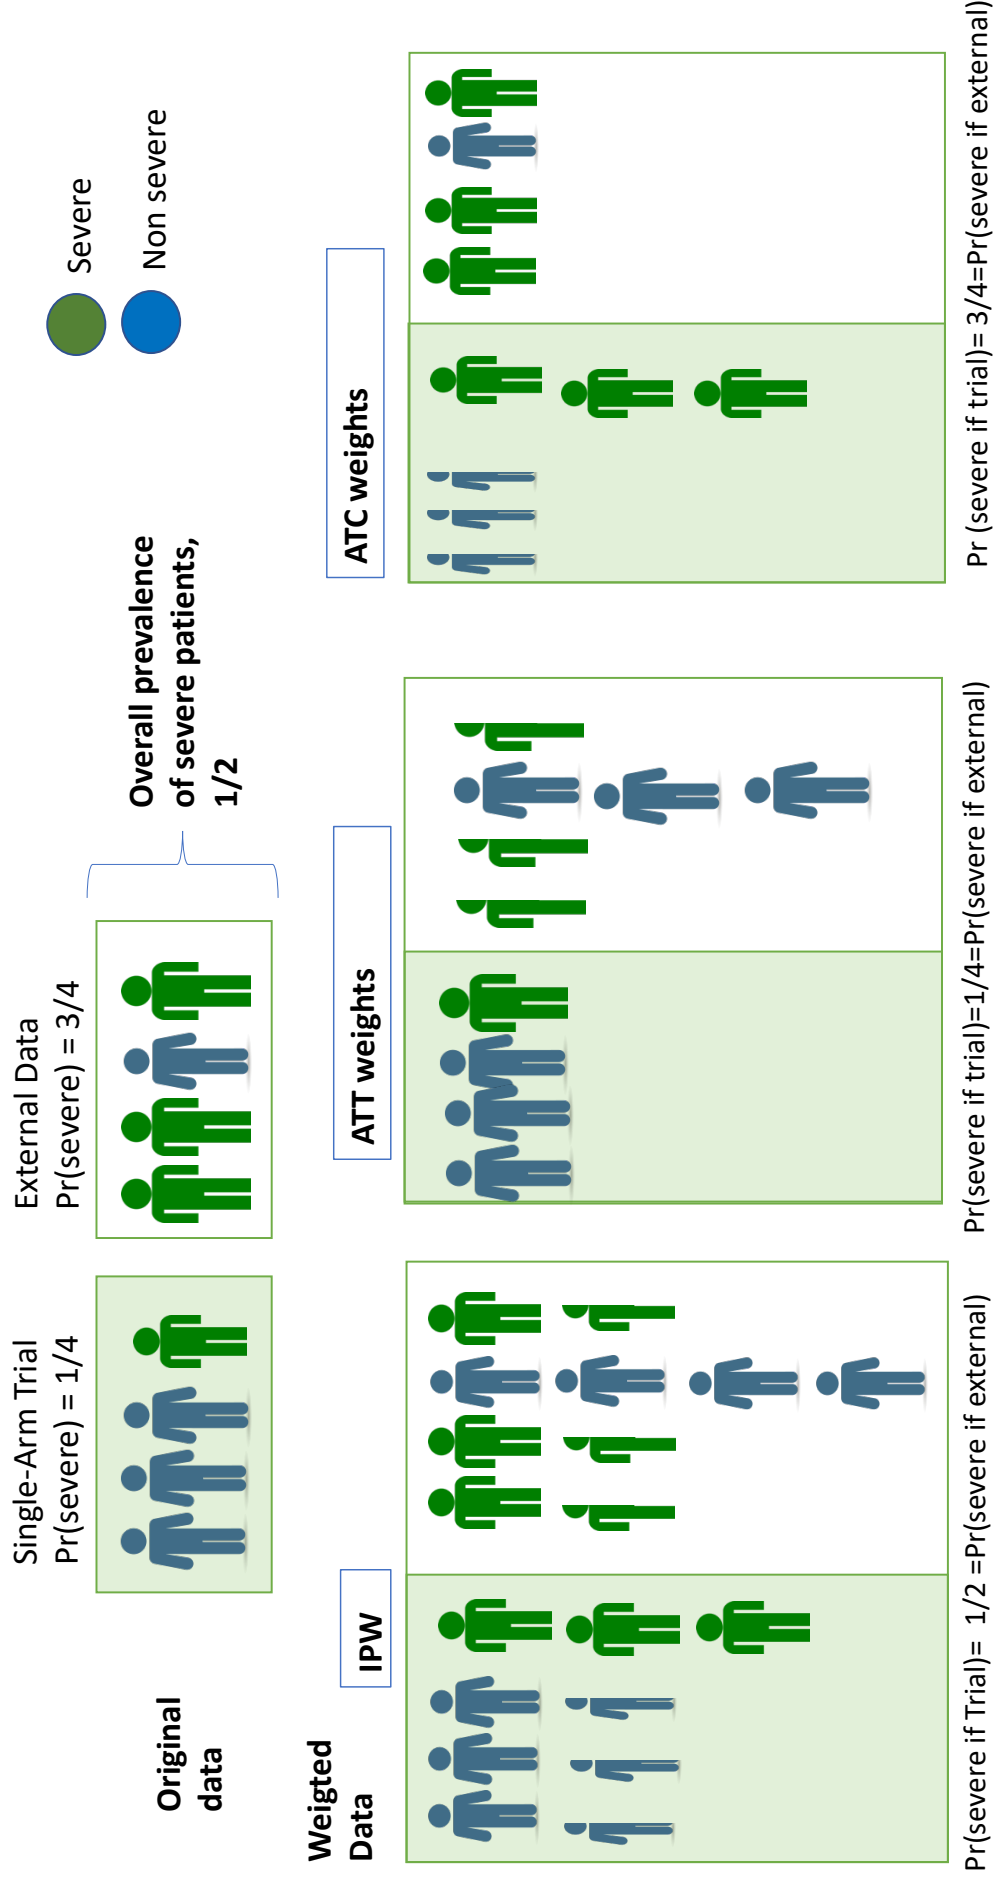 Single-Arm Trial
Pr(severe) = 1/4
External Data
Pr(severe) = 3/4
Severe
Non severe
Original
data
Overall prevalence
of severe patients,
1/2
Weigted
Data
IPW
ATT weights
ATC weights
Pr(severe if Trial)= 1/2 =Pr(severe if external)
Pr(severe if trial)=1/4=Pr(severe if external)
Pr (severe if trial)= 3/4=Pr(severe if external)